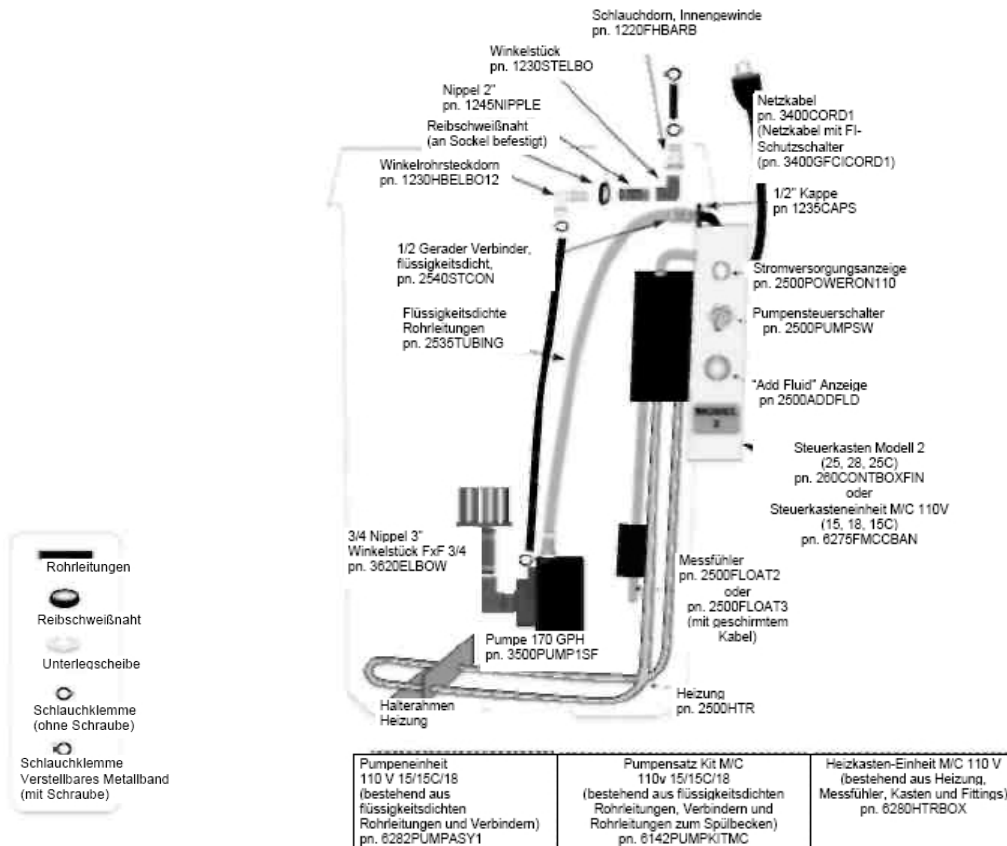 Schlauchdorn, Innengewinde
pn. 1220FHBARB
Winkelstück
pn. 1230STELBO
Nippel 2"
pn. 1245NIPPLE
Reibschweißnaht
(an Sockel befestigt)
Winkelrohrsteckdorn
pn. 1230HBELBO12
Netzkabel
pn. 3400CORD1
(Netzkabel mit FI-
Schutzschalter
(pn. 3400GFCICORD1)
1/2" Kappe
pn 1235CAPS
1/2 Gerader Verbinder,
flüssigkeitsdicht,
pn. 2540STCON
Stromversorgungsanzeige
pn. 2500POWERON110
Flüssigkeitsdichte
Rohrleitungen
pn. 2535TUBING
Pumpensteuerschalter
pn. 2500PUMPSW
"Add Fluid" Anzeige
pn 2500ADDFLD
MODEL
2
Steuerkasten Modell 2
(25, 28, 25C)
pn. 260CONTBOXFIN
oder
Steuerkasteneinheit M/C 110V
(15, 18, 15C)
pn. 6275FMCCBAN
3/4 Nippel 3"
Winkelstück FxF 3/4
pn. 3620ELBOW
Messfühler
pn. 2500FLOAT2
oder
pn. 2500FLOAT3
(mit geschirmtem
Kabel)
Pumpe 170 GPH
pn. 3500PUMP1SF
Heizung
pn. 2500HTR
Halterahmen
Heizung
Rohrleitungen
Reibschweißnaht
Unterlegscheibe
Schlauchklemme
(ohne Schraube)
Schlauchklemme
Verstellbares Metallband
(mit Schraube)
Pumpeneinheit
110 V 15/15C/18
(bestehend aus
flüssigkeitsdichten
Rohrleitungen und Verbindern)
pn. 6282PUMPASY1
Pumpensatz Kit M/C
110v 15/15C/18
(bestehend aus flüssigkeitsdichten
Rohrleitungen, Verbindern und
Rohrleitungen zum Spülbecken)
pn. 6142PUMPKITMC
Heizkasten-Einheit M/C 110 V
(bestehend aus Heizung,
Messfühler, Kasten und Fittings)
pn. 6280HTRBOX